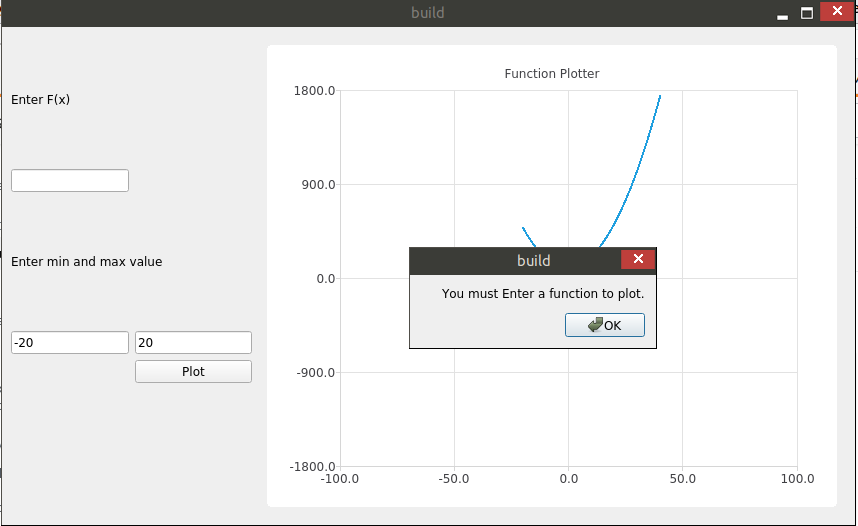 build
Enter F(x)
Enter min and max value
-20
20
Plot
Function Plotter
1800.0
900.0
0.0
-900.0
-1800.0
-100.0
-50.0
0.0
50.0
100.0
build
You must Enter a function to plot.
OK